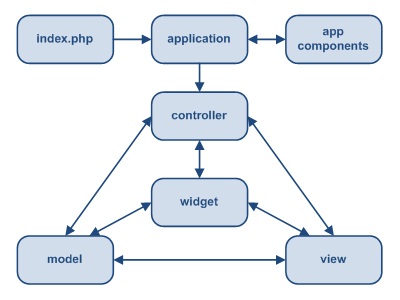 index.php
application
app
components
controller
widget
model
view